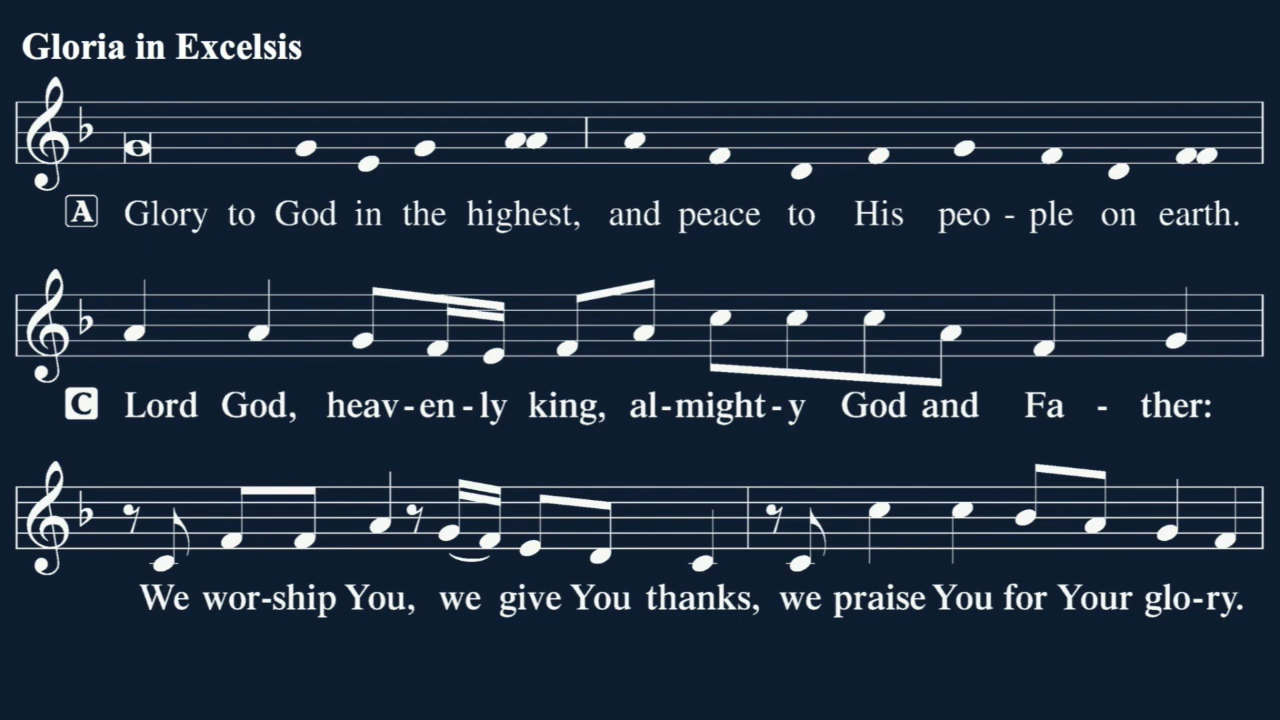 Gloria in Excelsis
A Glory to God in the highest, and peace to His peo - ple on earth.
C Lord God, heav - en - ly king, al - might - y God and Fa - ther:
We wor - ship You, we give You thanks, we praise You for Your glo - ry.